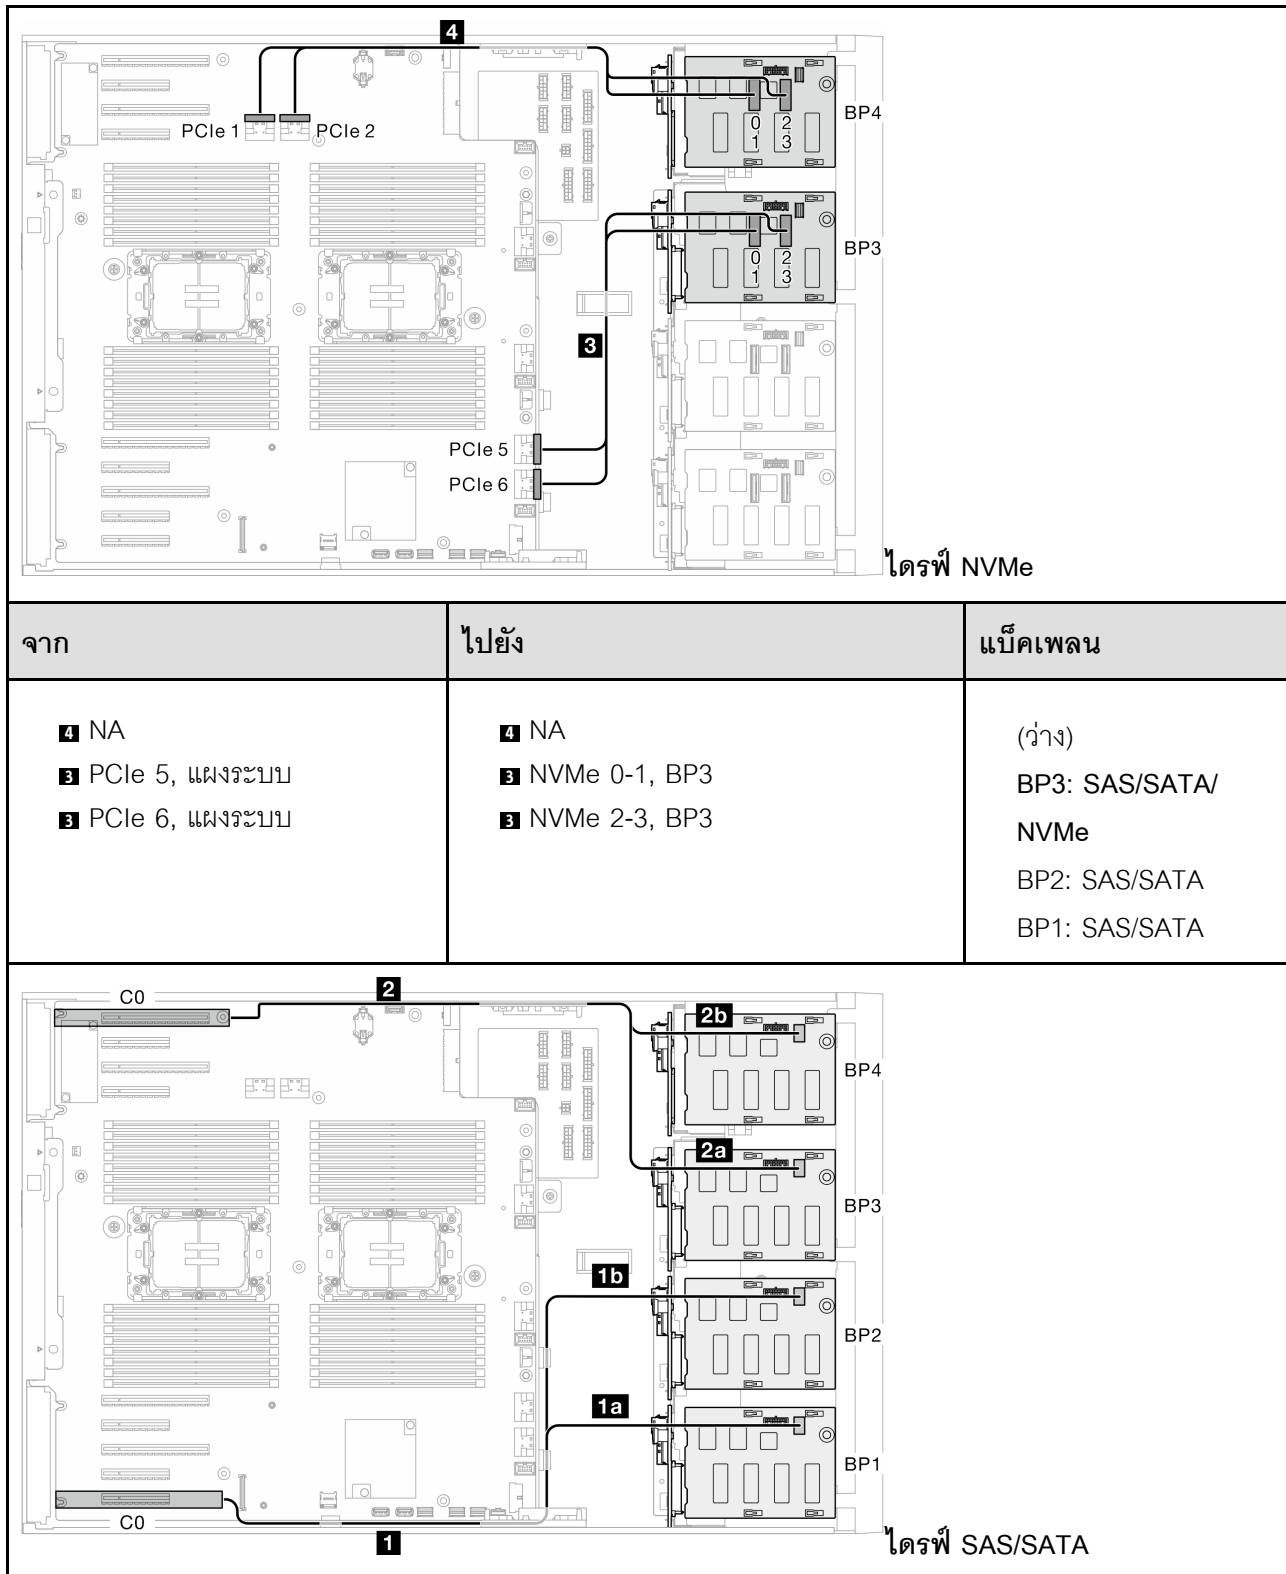 4
PCIe 1
PCIe 2
0
1
2
3
BP4
0
1
2
3
BP3
3
PCIe 5
PCIe 6
ไดรฟ์ NVMe
จาก
ไปยัง
แบ็คเพลน
4 NA
3 PCIe 5, แผงระบบ
3 PCIe 6, แผงระบบ
4 NA
3 NVMe 0-1, BP3
3 NVMe 2-3, BP3
(ว่าง)
BP3: SAS/SATA/
NVMe
BP2: SAS/SATA
BP1: SAS/SATA
C0
2
2b
BP4
2a
BP3
1b
BP2
1a
BP1
C0
1
ไดรฟ์ SAS/SATA